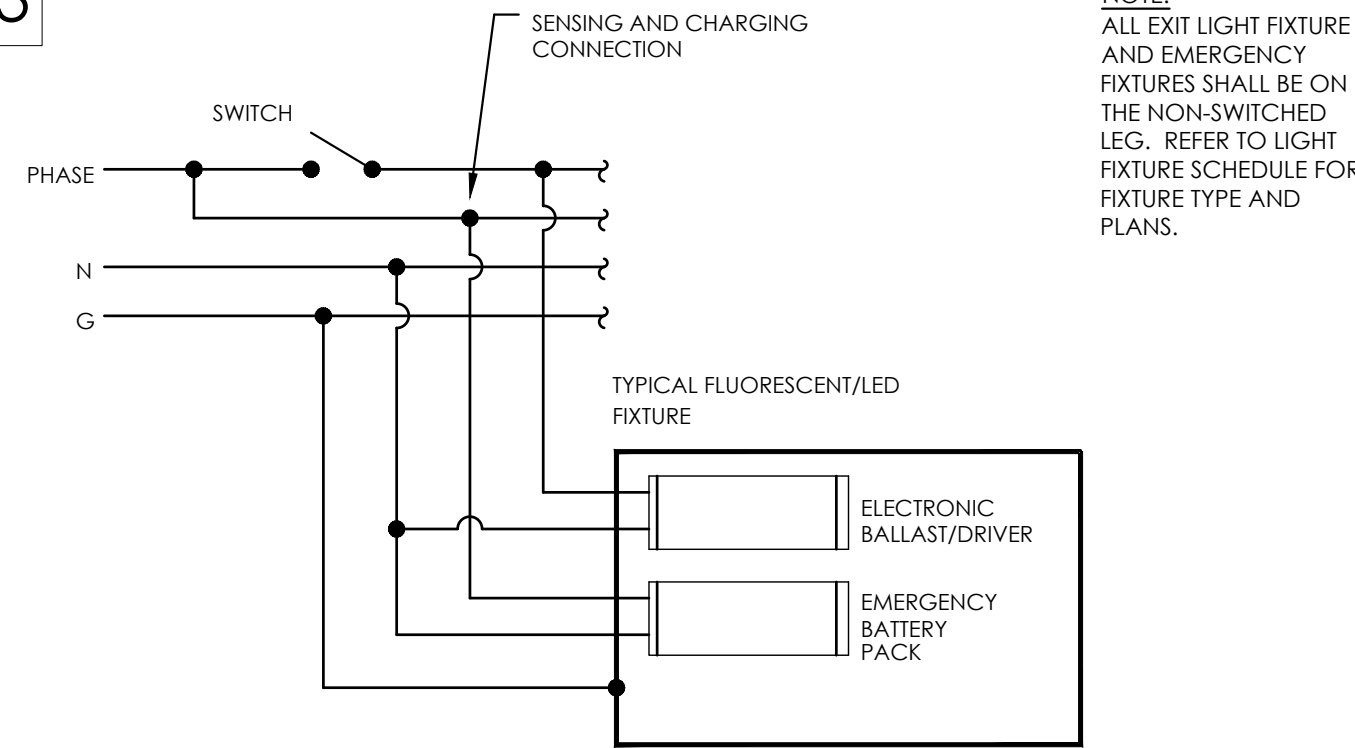 SENSING AND CHARGING
CONNECTION
SWITCH
PHASE
N
G
NOTE:
ALL EXIT LIGHT FIXTURE
AND EMERGENCY
FIXTURES SHALL BE ON
THE NON-SWITCHED
LEG. REFER TO LIGHT
FIXTURE SCHEDULE FOR
FIXTURE TYPE AND
PLANS.
TYPICAL FLUORESCENT/LED
FIXTURE
ELECTRONIC
BALLAST/DRIVER
EMERGENCY
BATTERY
PACK